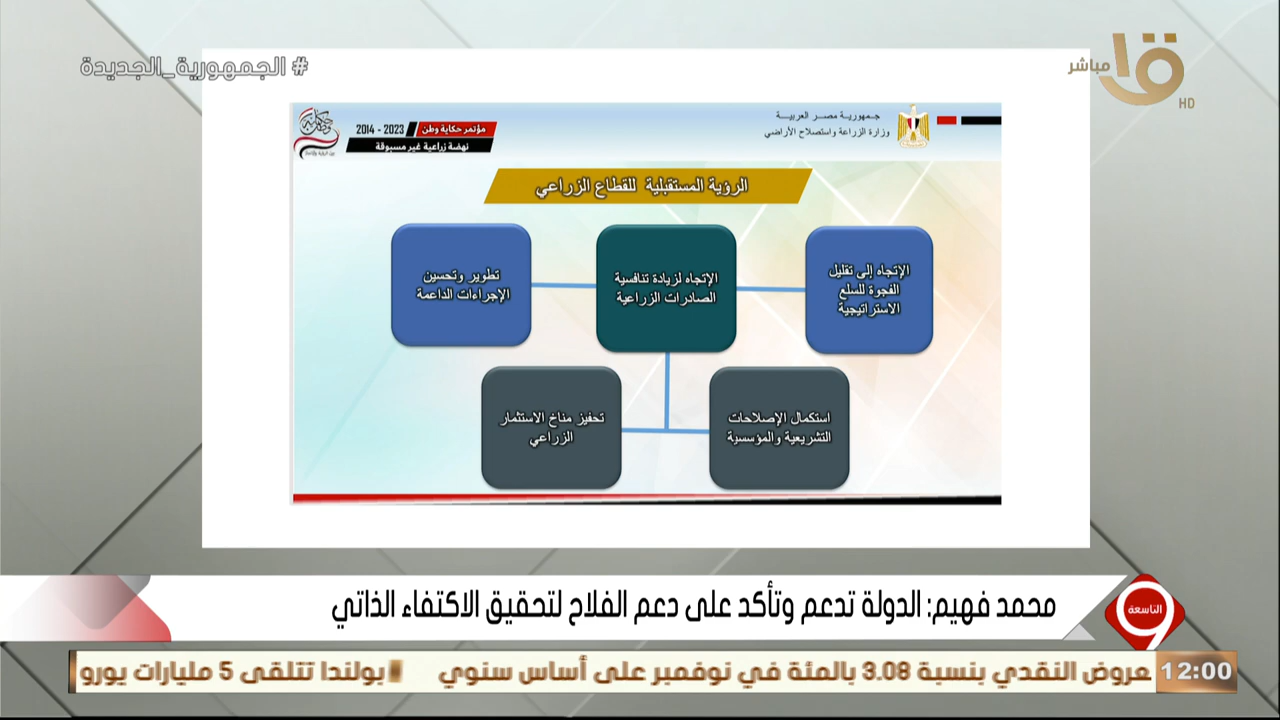 #الجمهورية_الجديدة
مباشر
HD
جمهورية مصر العربية
وزارة الزراعة واستصلاح الأراضي
مؤتمر حكاية وطن 2014 - 2023
نهضة زراعية غير مسبوقة
الرؤية المستقبلية للقطاع الزراعي
الإتجاه إلى تقليل
الفجوة للسلع
الاستراتيجية
الإتجاه لزيادة تنافسية
الصادرات الزراعية
تطوير وتحسين
الإجراءات الداعمة
استكمال الإصلاحات
التشريعية والمؤسسية
تحفيز مناخ الاستثمار
الزراعي
التاسعة
9
محمد فهيم: الدولة تدعم وتأكد على دعم الفلاح لتحقيق الاكتفاء الذاتي
12:00
عروض النقدي بنسبة 3.08 بالمئة في نوفمبر على أساس سنوي
بولندا تتلقى 5 مليارات يورو